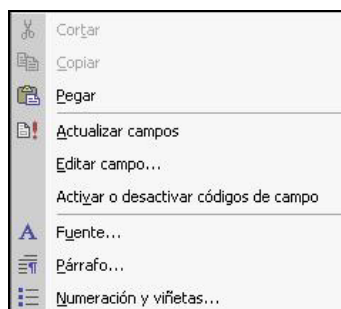 Cortar
Copiar
Pegar
Actualizar campos
Editar campo...
Activar o desactivar códigos de campo
Fuente...
Párrafo...
Numeración y viñetas...